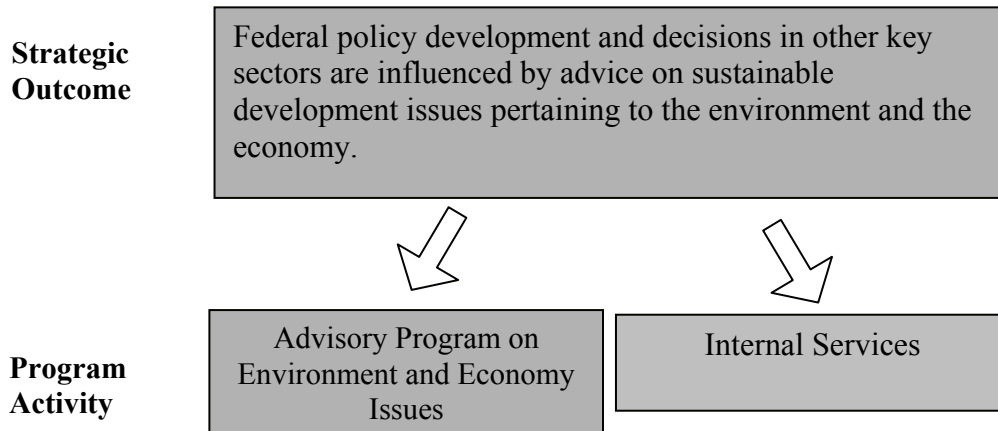 Strategic
Outcome
Federal policy development and decisions in other key
sectors are influenced by advice on sustainable
development issues pertaining to the environment and the
economy.
Program
Activity
Advisory Program on
Environment and Economy
Issues
Internal Services